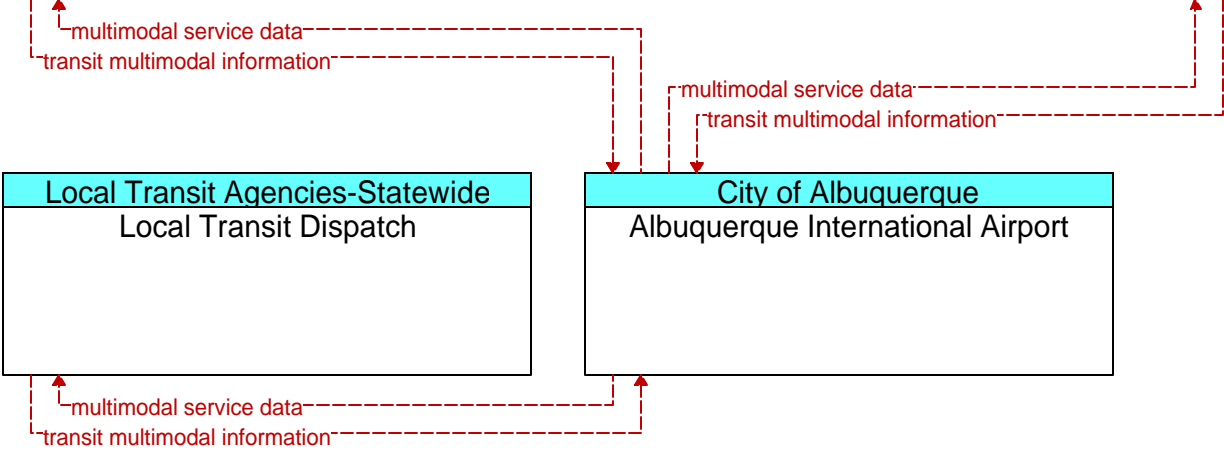 multimodal service data
transit multimodal information
multimodal service data
transit multimodal information
Local Transit Agencies-Statewide
Local Transit Dispatch
City of Albuquerque
Albuquerque International Airport
multimodal service data
transit multimodal information